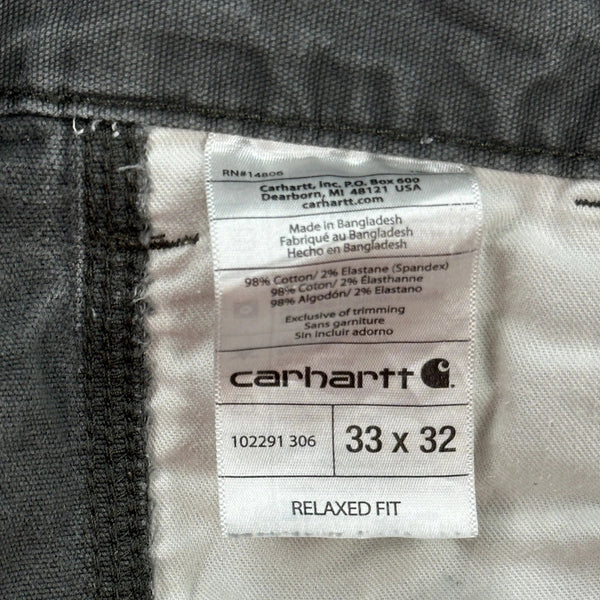 RN#14806
Carhartt, Inc. P.O. Box 600
Dearborn, MI 48121 USA
carhartt.com
Made in Bangladesh
Fabriqué au Bangladesh
Hecho en Bangladesh
98% Cotton/ 2% Elastane (Spandex)
98% Coton/ 2% Élasthanne
98% Algodón/ 2% Elastano
Exclusive of trimming
Sans garniture
Sin incluir adorno
carhartt
102291 306
33 x 32
RELAXED FIT